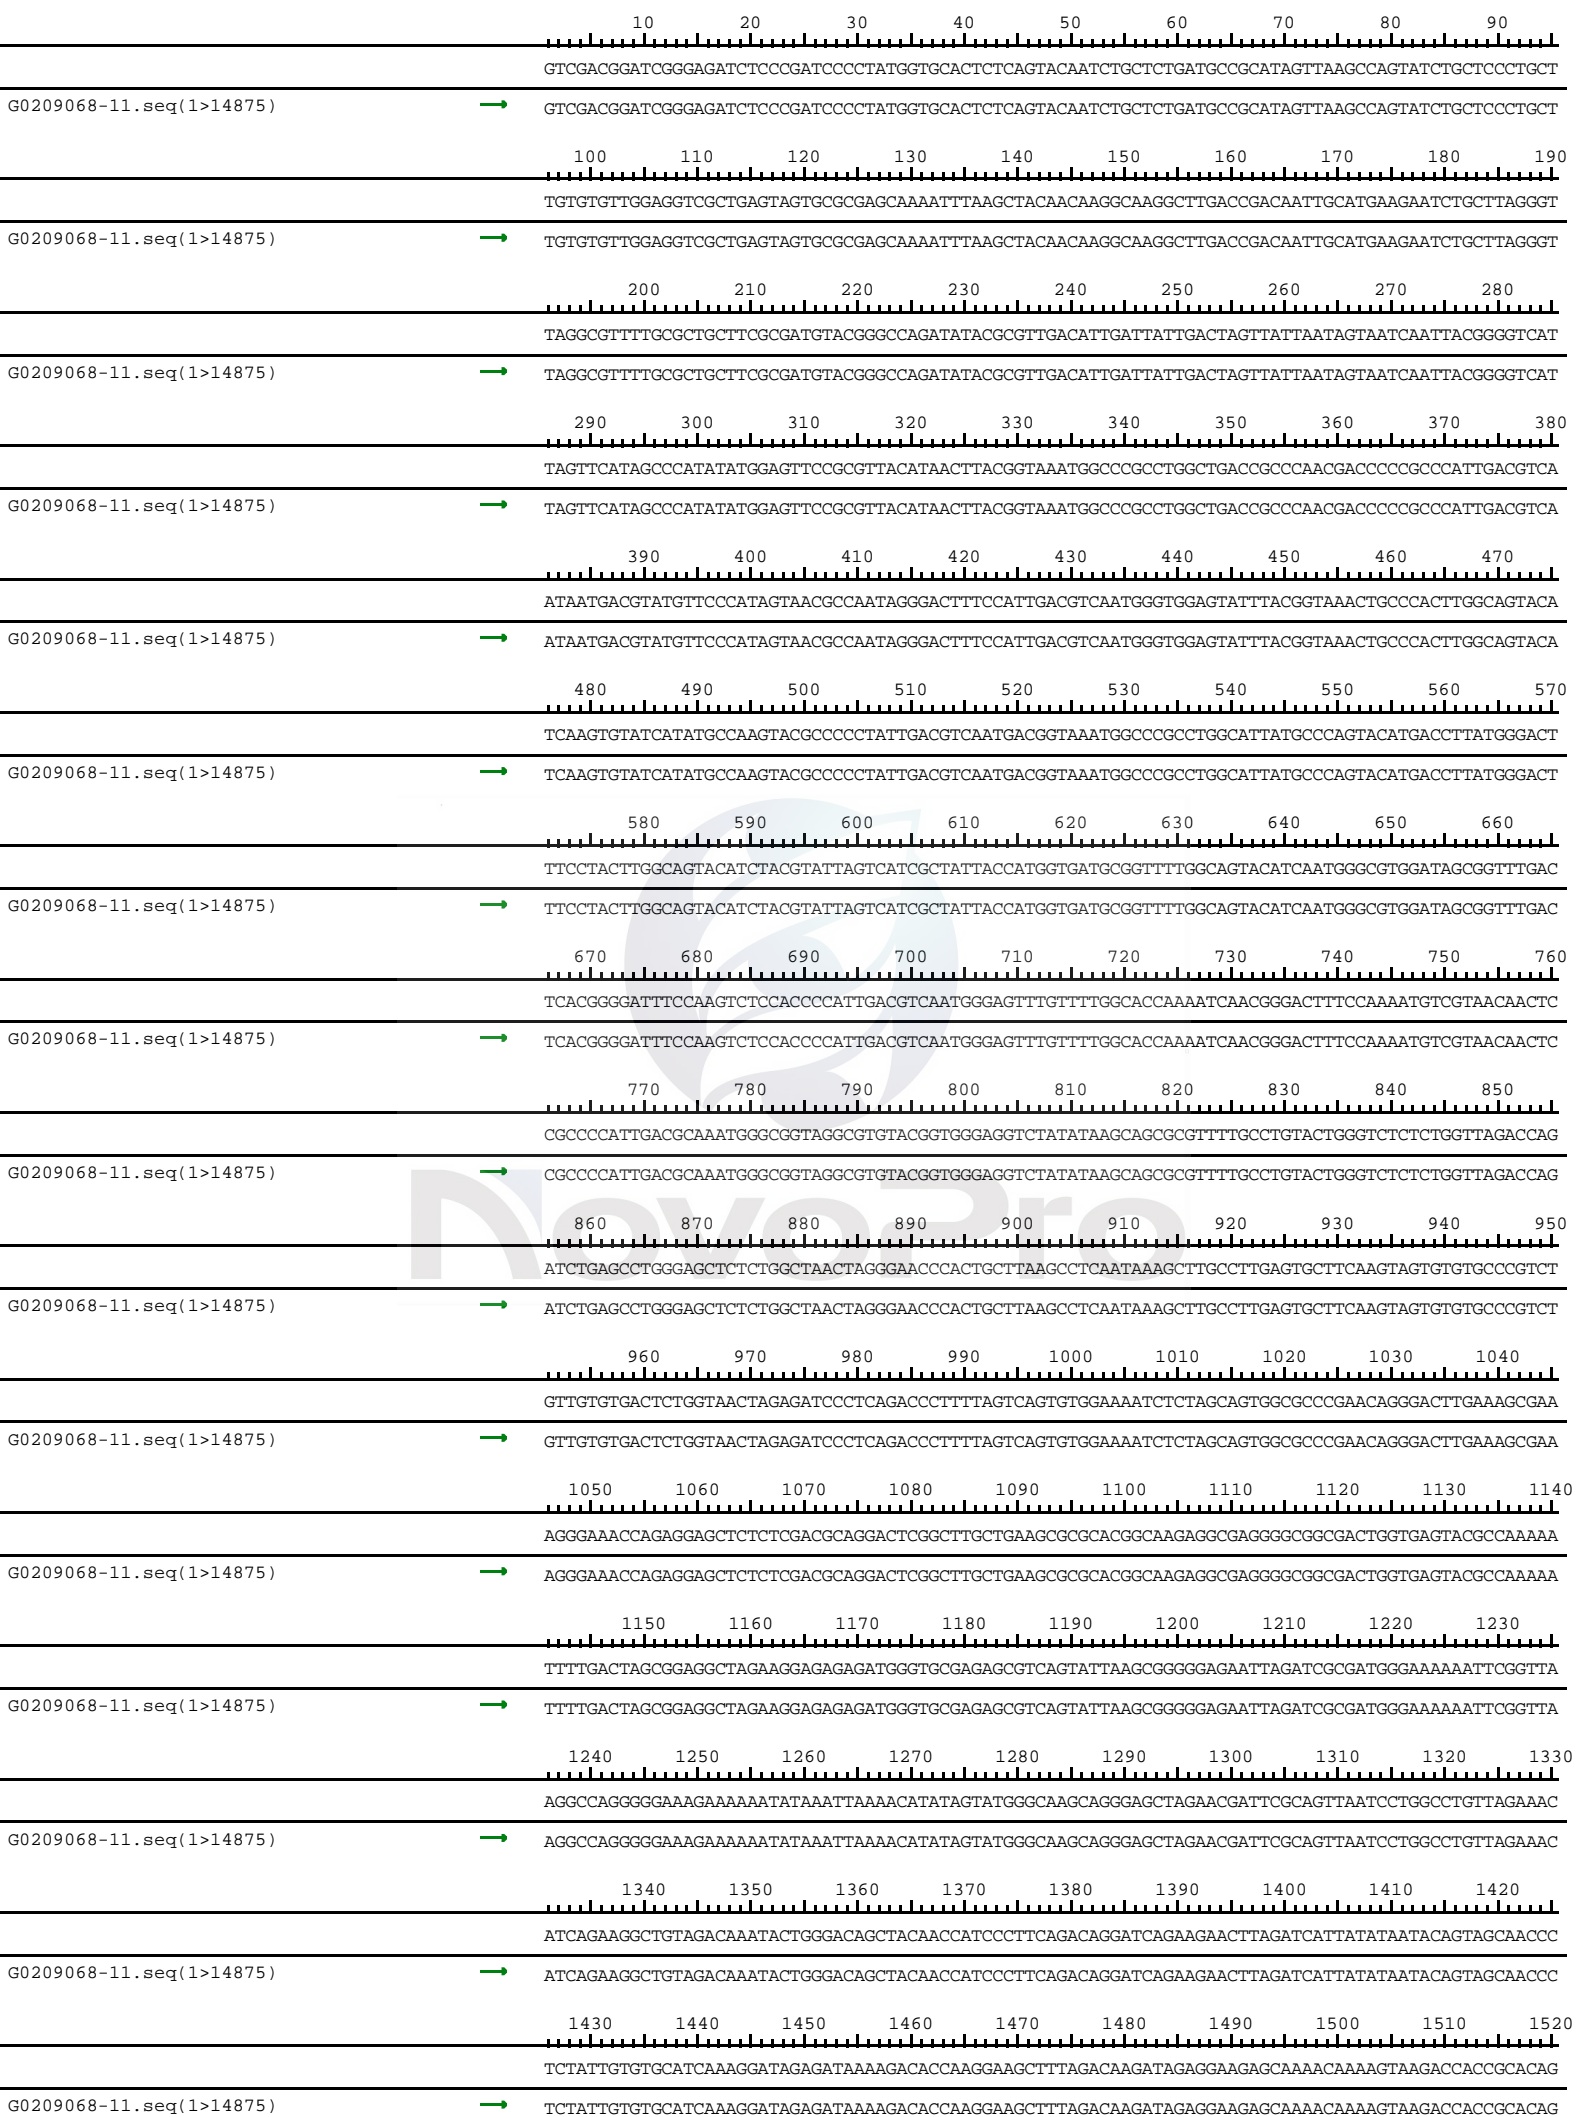 10 20 30 40 50 60 70 80 90
GTCGACGGATCGGGAGATCTCCCGATCCCCTATGGTGCACTCTCAGTACAATCTGCTCTGATGCCGCATAGTTAAGCCAGTATCTGCTCCCTGCT
G0209068-11.seq(1>14875) GTCGACGGATCGGGAGATCTCCCGATCCCCTATGGTGCACTCTCAGTACAATCTGCTCTGATGCCGCATAGTTAAGCCAGTATCTGCTCCCTGCT
100 110 120 130 140 150 160 170 180 190
TGTGTGTTGGAGGTCGCTGAGTAGTGCGCGAGCAAAATTTAAGCTACAACAAGGCAAGGCTTGACCGACAATTGCATGAAGAATCTGCTTAGGGT
G0209068-11.seq(1>14875) TGTGTGTTGGAGGTCGCTGAGTAGTGCGCGAGCAAAATTTAAGCTACAACAAGGCAAGGCTTGACCGACAATTGCATGAAGAATCTGCTTAGGGT
200 210 220 230 240 250 260 270 280
TAGGCGTTTTGCGCTGCTTCGCGATGTACGGGCCAGATATACGCGTTGACATTGATTATTGACTAGTTATTAATAGTAATCAATTACGGGGTCAT
G0209068-11.seq(1>14875) TAGGCGTTTTGCGCTGCTTCGCGATGTACGGGCCAGATATACGCGTTGACATTGATTATTGACTAGTTATTAATAGTAATCAATTACGGGGTCAT
290 300 310 320 330 340 350 360 370 380
TAGTTCATAGCCCATATATGGAGTTCCGCGTTACATAACTTACGGTAAATGGCCCGCCTGGCTGACCGCCCAACGACCCCCGCCCATTGACGTCA
G0209068-11.seq(1>14875) TAGTTCATAGCCCATATATGGAGTTCCGCGTTACATAACTTACGGTAAATGGCCCGCCTGGCTGACCGCCCAACGACCCCCGCCCATTGACGTCA
390 400 410 420 430 440 450 460 470
ATAATGACGTATGTTCCCATAGTAACGCCAATAGGGACTTTCCATTGACGTCAATGGGTGGAGTATTTACGGTAAACTGCCCACTTGGCAGTACA
G0209068-11.seq(1>14875) ATAATGACGTATGTTCCCATAGTAACGCCAATAGGGACTTTCCATTGACGTCAATGGGTGGAGTATTTACGGTAAACTGCCCACTTGGCAGTACA
480 490 500 510 520 530 540 550 560 570
TCAAGTGTATCATATGCCAAGTACGCCCCCTATTGACGTCAATGACGGTAAATGGCCCGCCTGGCATTATGCCCAGTACATGACCTTATGGGACT
G0209068-11.seq(1>14875) TCAAGTGTATCATATGCCAAGTACGCCCCCTATTGACGTCAATGACGGTAAATGGCCCGCCTGGCATTATGCCCAGTACATGACCTTATGGGACT
580 590 600 610 620 630 640 650 660
TTCCTACTTGGCAGTACATCTACGTATTAGTCATCGCTATTACCATGGTGATGCGGTTTTGGCAGTACATCAATGGGCGTGGATAGCGGTTTGAC
G0209068-11.seq(1>14875) TTCCTACTTGGCAGTACATCTACGTATTAGTCATCGCTATTACCATGGTGATGCGGTTTTGGCAGTACATCAATGGGCGTGGATAGCGGTTTGAC
670 680 690 700 710 720 730 740 750 760
TCACGGGGATTTCCAAGTCTCCACCCCATTGACGTCAATGGGAGTTTGTTTTGGCACCAAAATCAACGGGACTTTCCAAAATGTCGTAACAACTC
G0209068-11.seq(1>14875) TCACGGGGATTTCCAAGTCTCCACCCCATTGACGTCAATGGGAGTTTGTTTTGGCACCAAAATCAACGGGACTTTCCAAAATGTCGTAACAACTC
770 780 790 800 810 820 830 840 850
CGCCCCATTGACGCAAATGGGCGGTAGGCGTGTACGGTGGGAGGTCTATATAAGCAGCGCGTTTTGCCTGTACTGGGTCTCTCTGGTTAGACCAG
G0209068-11.seq(1>14875) CGCCCCATTGACGCAAATGGGCGGTAGGCGTGTACGGTGGGAGGTCTATATAAGCAGCGCGTTTTGCCTGTACTGGGTCTCTCTGGTTAGACCAG
NovoPro
860 870 880 890 900 910 920 930 940 950
ATCTGAGCCTGGGAGCTCTCTGGCTAACTAGGGAACCCACTGCTTAAGCCTCAATAAAGCTTGCCTTGAGTGCTTCAAGTAGTGTGTGCCCGTCT
G0209068-11.seq(1>14875) ATCTGAGCCTGGGAGCTCTCTGGCTAACTAGGGAACCCACTGCTTAAGCCTCAATAAAGCTTGCCTTGAGTGCTTCAAGTAGTGTGTGCCCGTCT
960 970 980 990 1000 1010 1020 1030 1040
GTTGTGTGACTCTGGTAACTAGAGATCCCTCAGACCCTTTTAGTCAGTGTGGAAAATCTCTAGCAGTGGCGCCCGAACAGGGACTTGAAAGCGAA
G0209068-11.seq(1>14875) GTTGTGTGACTCTGGTAACTAGAGATCCCTCAGACCCTTTTAGTCAGTGTGGAAAATCTCTAGCAGTGGCGCCCGAACAGGGACTTGAAAGCGAA
1050 1060 1070 1080 1090 1100 1110 1120 1130 1140
AGGGAAACCAGAGGAGCTCTCTCGACGCAGGACTCGGCTTGCTGAAGCGCGCACGGCAAGAGGCGAGGGGCGGCGACTGGTGAGTACGCCAAAAA
G0209068-11.seq(1>14875) AGGGAAACCAGAGGAGCTCTCTCGACGCAGGACTCGGCTTGCTGAAGCGCGCACGGCAAGAGGCGAGGGGCGGCGACTGGTGAGTACGCCAAAAA
1150 1160 1170 1180 1190 1200 1210 1220 1230
TTTTGACTAGCGGAGGCTAGAAGGAGAGAGATGGGTGCGAGAGCGTCAGTATTAAGCGGGGGAGAATTAGATCGCGATGGGAAAAAATTCGGTTA
G0209068-11.seq(1>14875) TTTTGACTAGCGGAGGCTAGAAGGAGAGAGATGGGTGCGAGAGCGTCAGTATTAAGCGGGGGAGAATTAGATCGCGATGGGAAAAAATTCGGTTA
1240 1250 1260 1270 1280 1290 1300 1310 1320 1330
AGGCCAGGGGGAAAGAAAAAATATAAATTAAAACATATAGTATGGGCAAGCAGGGAGCTAGAACGATTCGCAGTTAATCCTGGCCTGTTAGAAAC
G0209068-11.seq(1>14875) AGGCCAGGGGGAAAGAAAAAATATAAATTAAAACATATAGTATGGGCAAGCAGGGAGCTAGAACGATTCGCAGTTAATCCTGGCCTGTTAGAAAC
1340 1350 1360 1370 1380 1390 1400 1410 1420
ATCAGAAGGCTGTAGACAAATACTGGGACAGCTACAACCATCCCTTCAGACAGGATCAGAAGAACTTAGATCATTATATAATACAGTAGCAACCC
G0209068-11.seq(1>14875) ATCAGAAGGCTGTAGACAAATACTGGGACAGCTACAACCATCCCTTCAGACAGGATCAGAAGAACTTAGATCATTATATAATACAGTAGCAACCC
1430 1440 1450 1460 1470 1480 1490 1500 1510 1520
TCTATTGTGTGCATCAAAGGATAGAGATAAAAGACACCAAGGAAGCTTTAGACAAGATAGAGGAAGAGCAAAACAAAAGTAAGACCACCGCACAG
G0209068-11.seq(1>14875) TCTATTGTGTGCATCAAAGGATAGAGATAAAAGACACCAAGGAAGCTTTAGACAAGATAGAGGAAGAGCAAAACAAAAGTAAGACCACCGCACAG